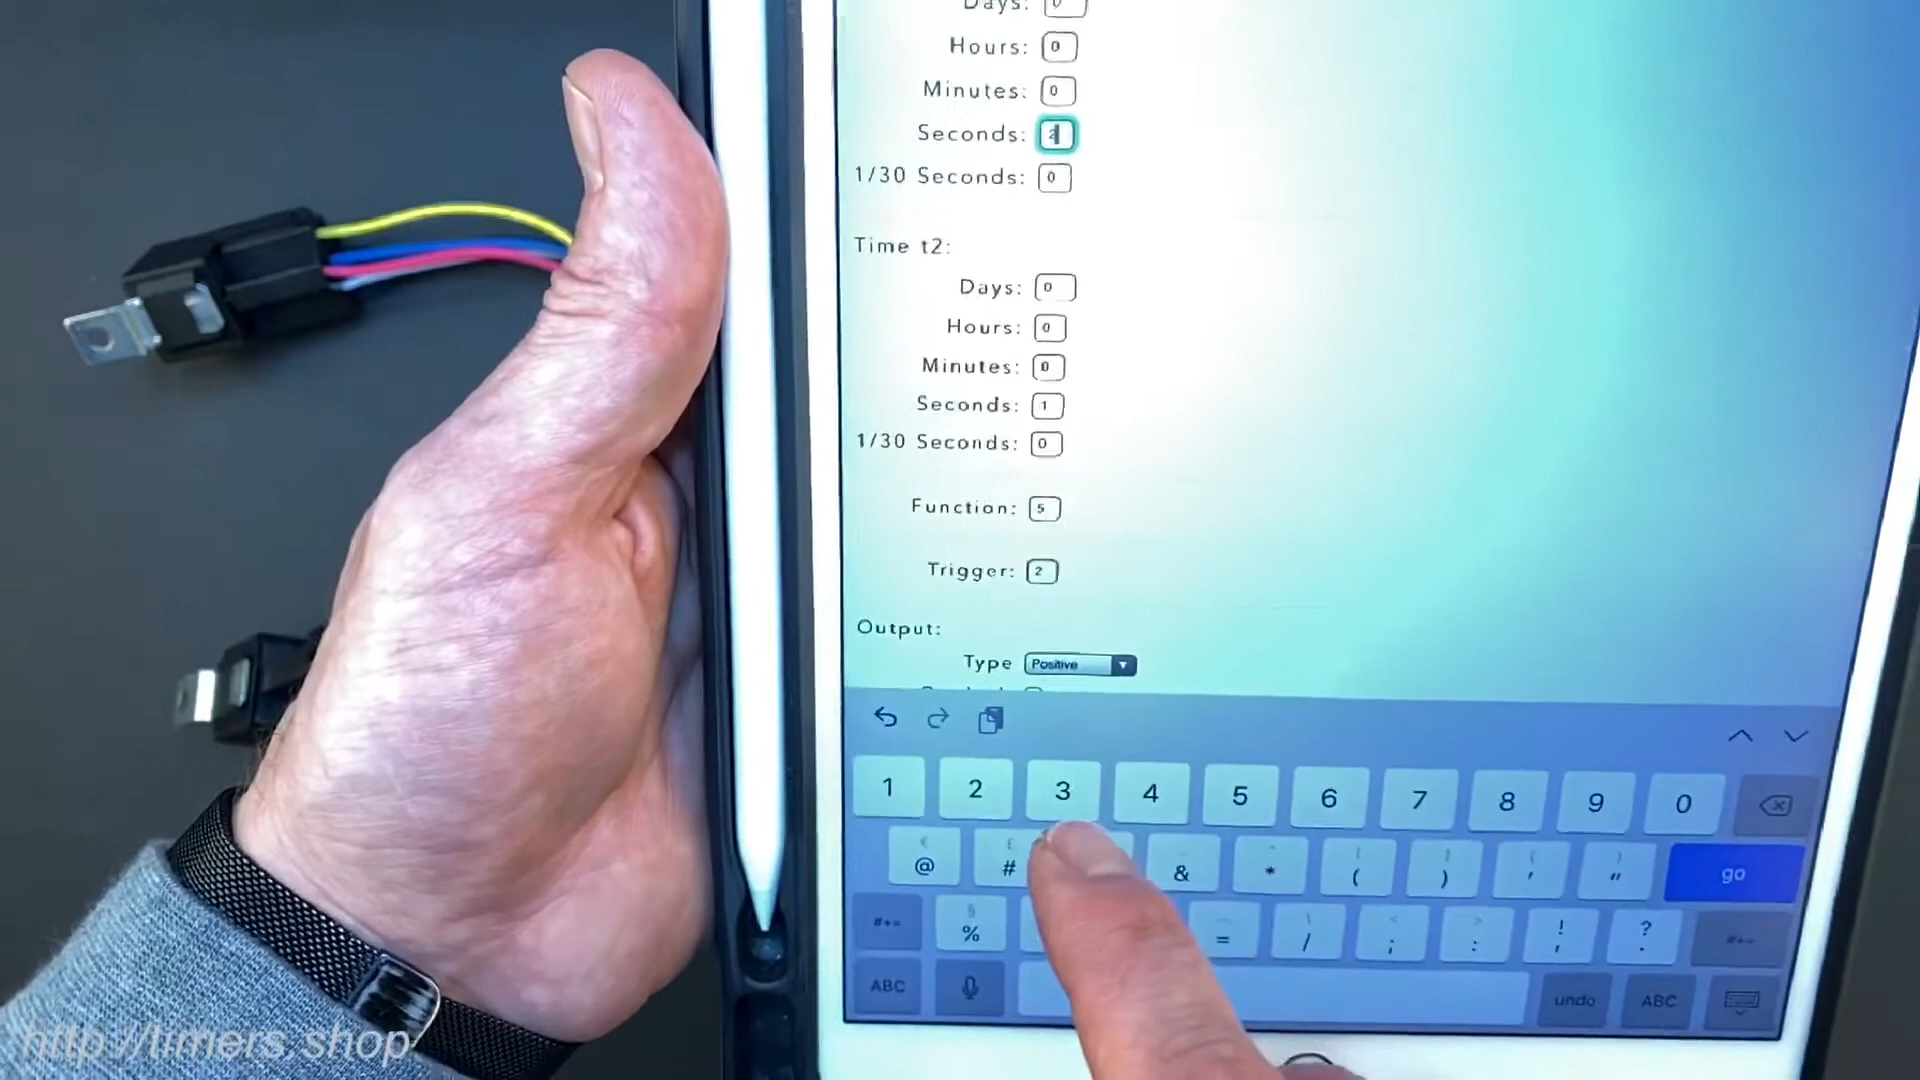 Days: 0
Hours: 0
Minutes: 0
Seconds:
1/30 Seconds: 0
Time t2:
Days: 0
Hours: 0
Minutes: 0
Seconds: 1
1/30 Seconds: 0
Function: 5
Trigger: 2
Output:
Type Positive
1 2 3 4 5 6 7 8 9 0
€ £
@ # & * ( ) ' "
go
#+= % = / ; : ! , ? . #+=
ABC undo ABC
http://timers.shop